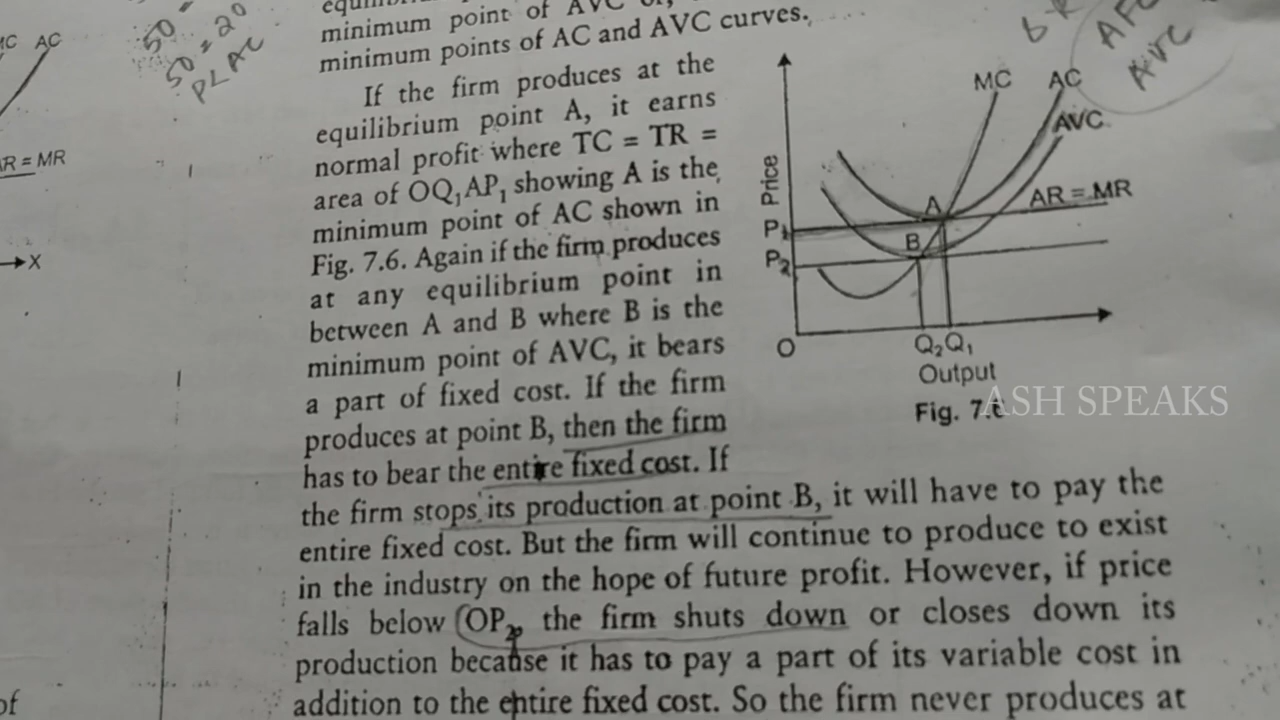 MC AC
AR = MR
X
of
50 =
50 = 20
PLAC
minimum point of AVC or,
minimum points of AC and AVC curves.
If the firm produces at the
equilibrium point A, it earns
normal profit where TC = TR =
area of OQ₁AP₁ showing A is the
minimum point of AC shown in
Fig. 7.6. Again if the firm produces
at any equilibrium point in
between A and B where B is the
minimum point of AVC, it bears
a part of fixed cost. If the firm
produces at point B, then the firm
has to bear the entire fixed cost. If
the firm stops its production at point B, it will have to pay the
entire fixed cost. But the firm will continue to produce to exist
in the industry on the hope of future profit. However, if price
falls below OP₂, the firm shuts down or closes down its
production because it has to pay a part of its variable cost in
addition to the entire fixed cost. So the firm never produces at
AFC
AVC
MC AC
AVC
AR = MR
Price
A
P₁
B
P₂
O
Q₂Q₁
Output
Fig. 7.6
ASH SPEAKS